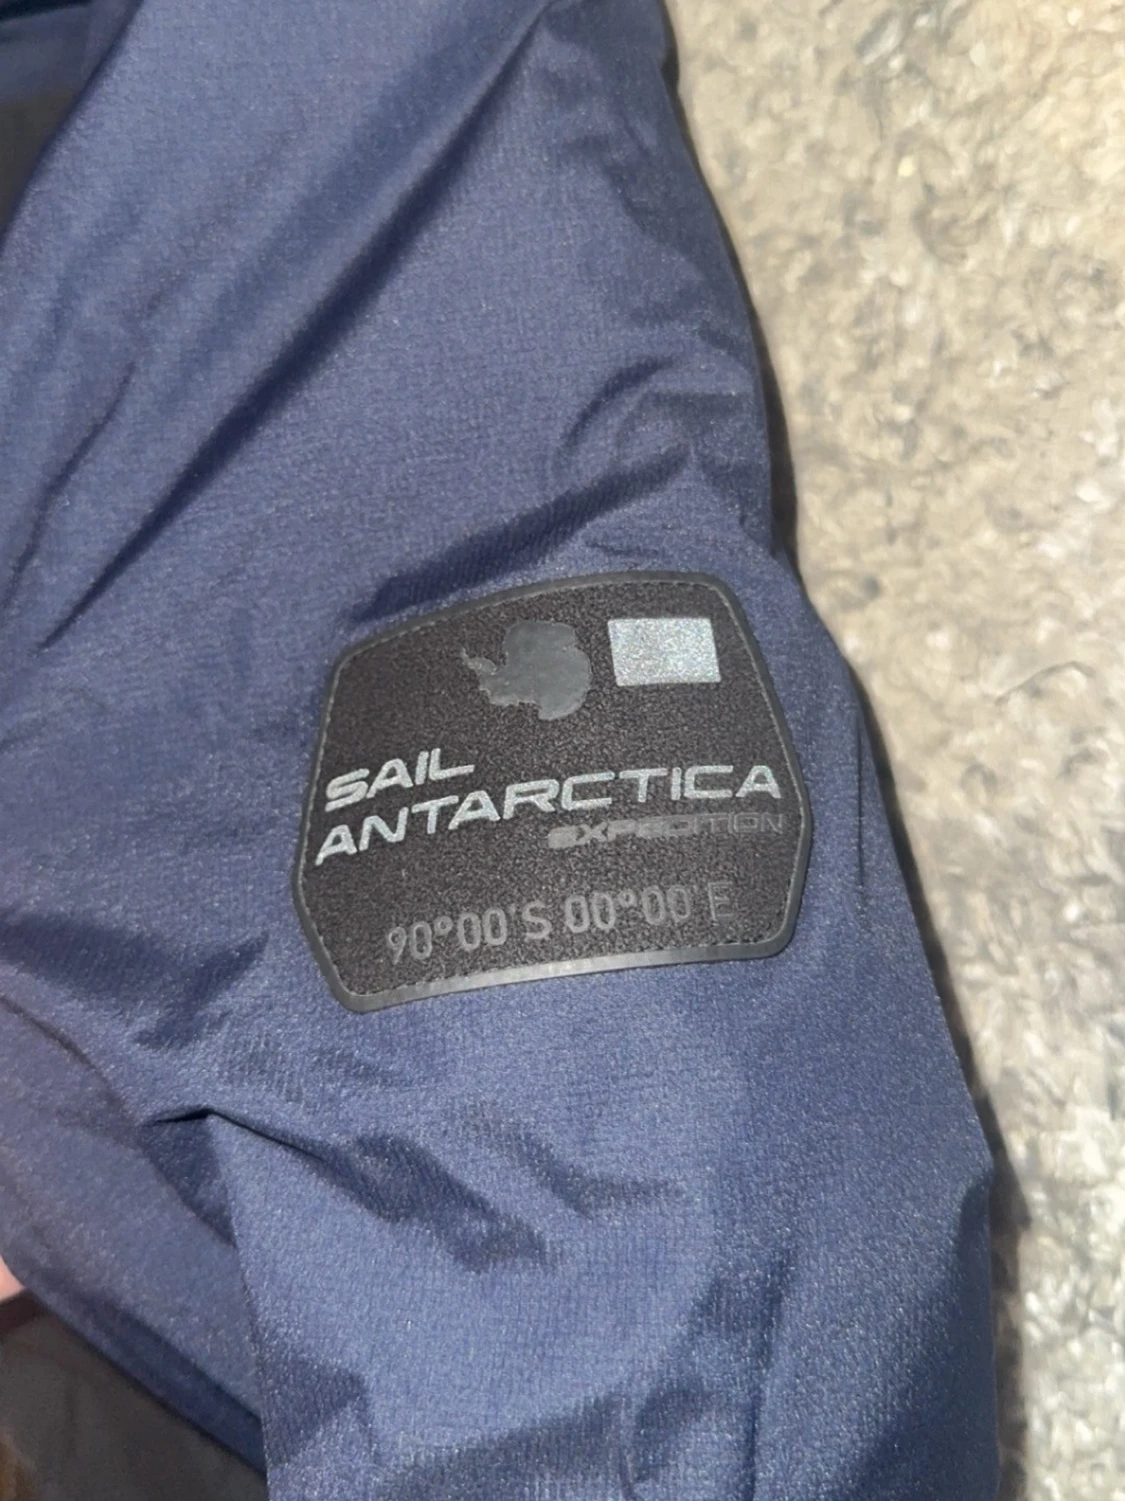 SAIL
ANTARCTICA
EXPEDITION
90°00'S 00°00'E